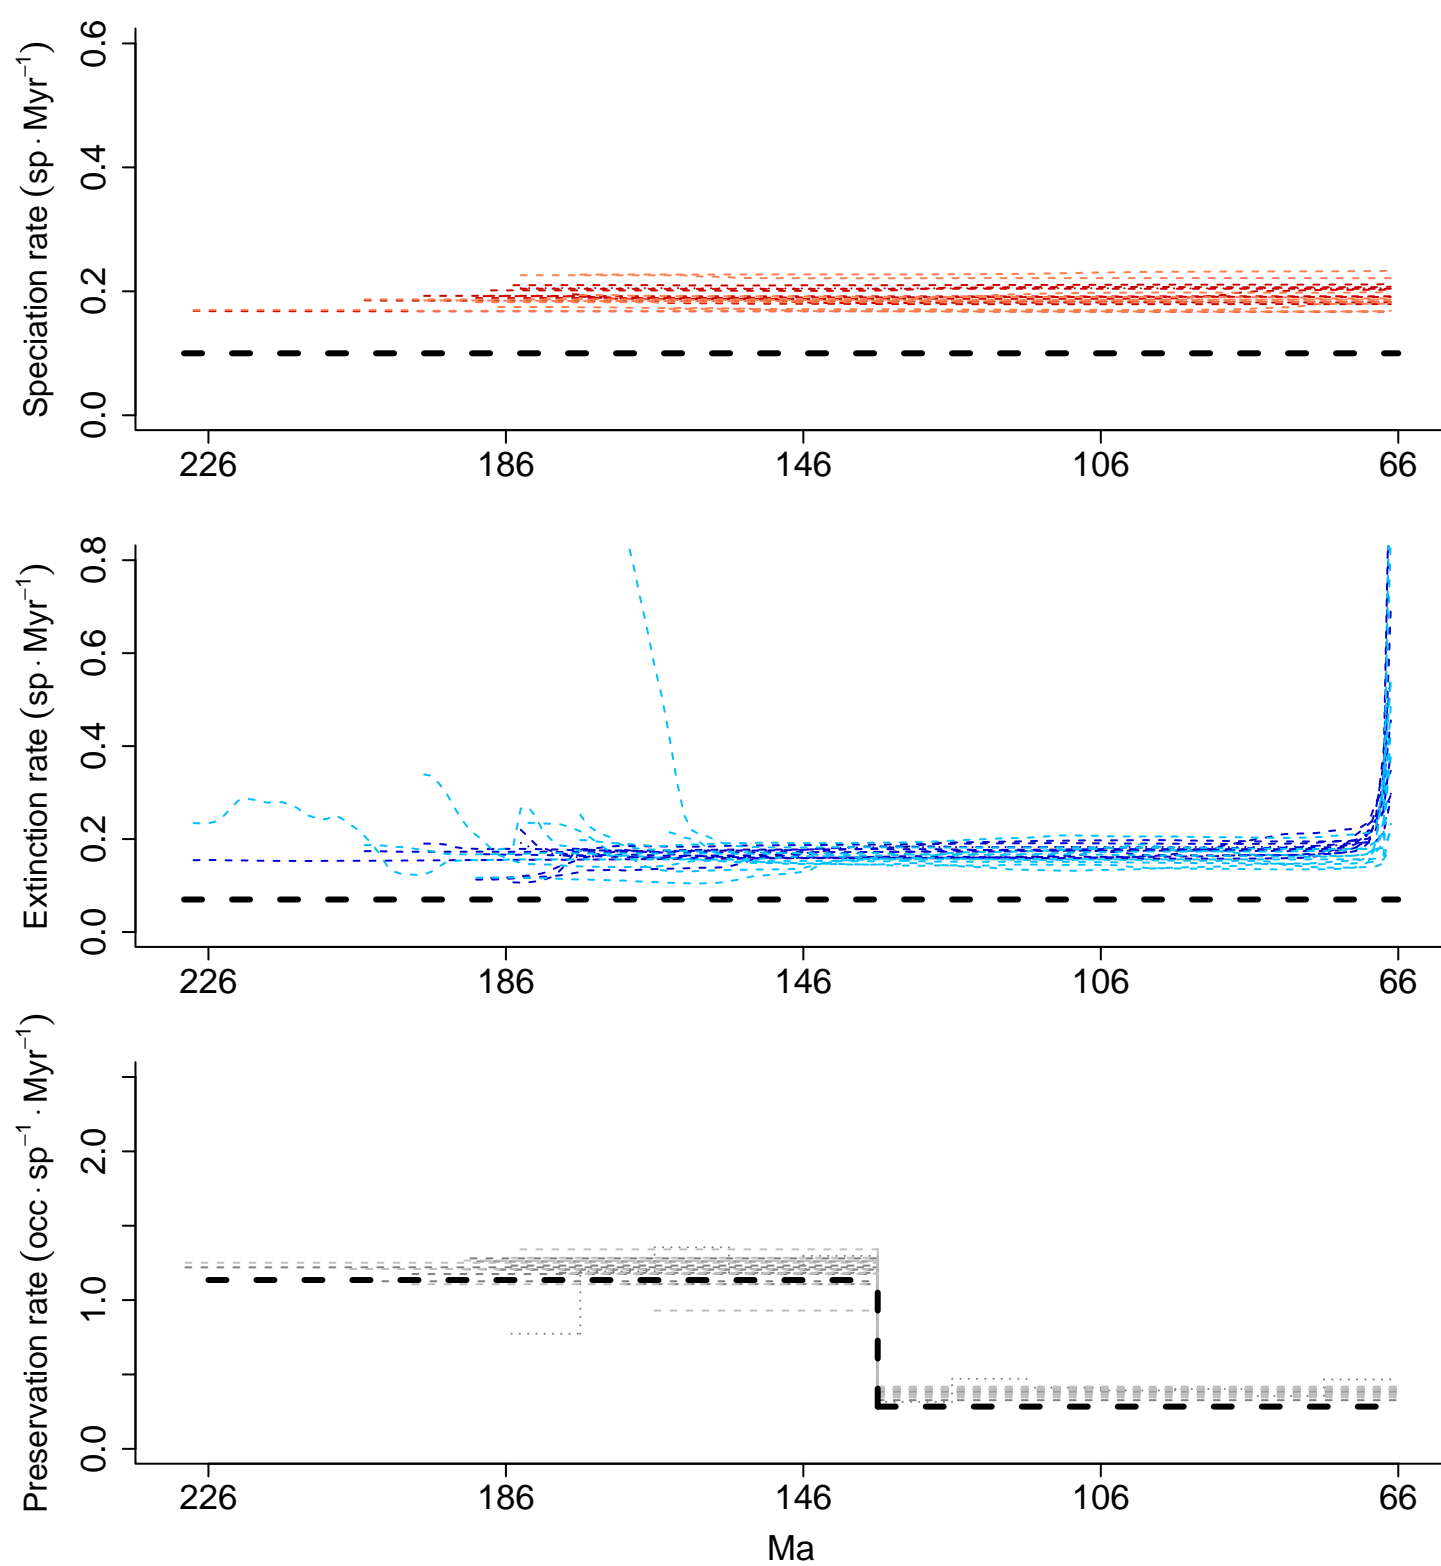 Speciation rate (sp · Myr⁻¹)
0.6
0.4
0.2
0.0
226 186 146 106 66
Extinction rate (sp · Myr⁻¹)
0.8
0.6
0.4
0.2
0.0
226 186 146 106 66
Preservation rate (occ · sp⁻¹ · Myr⁻¹)
2.0
1.0
0.0
226 186 146 106 66
Ma